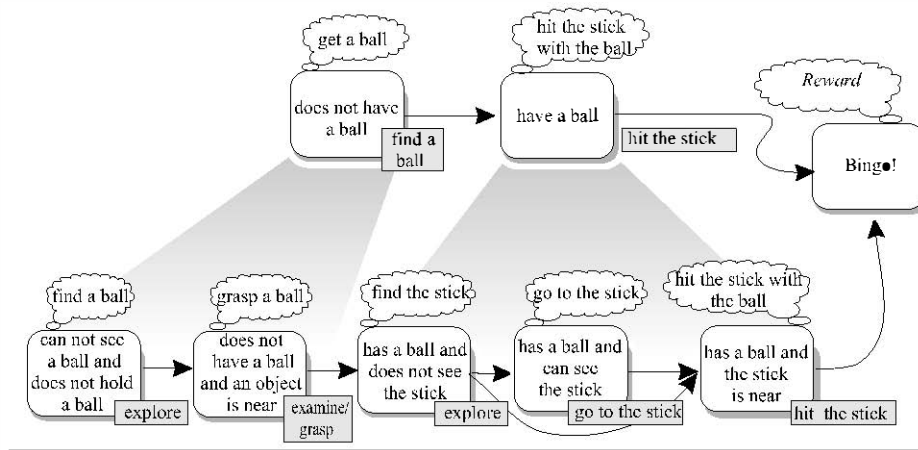 get a ball
hit the stick
with the ball
Reward
does not have
a ball
find a
ball
have a ball
hit the stick
Bingo!
find a ball
grasp a ball
find the stick
go to the stick
hit the stick with
the ball
can not see
a ball and
does not hold
a ball
explore
does not
have a ball
and an object
is near
examine/
grasp
has a ball and
does not see
the stick
explore
has a ball and
can see
the stick
go to the stick
has a ball and
the stick
is near
hit the stick